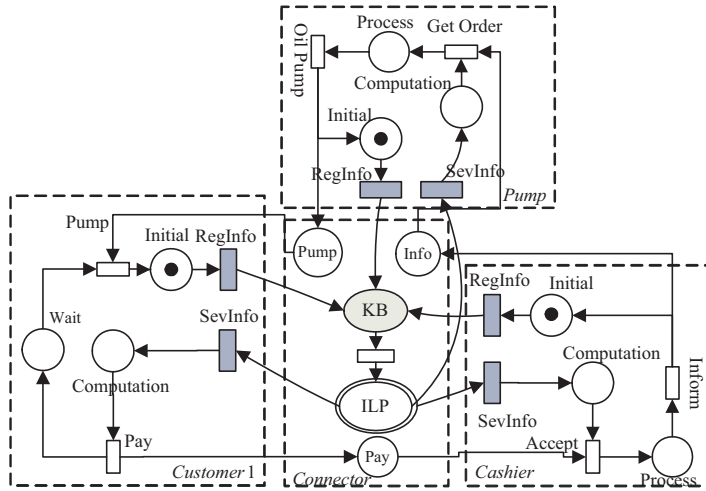 Process
Get Order
Oil Pump
Computation
Initial
RegInfo
SevInfo
Pump
Pump
Initial
RegInfo
Pump
Info
RegInfo
Initial
KB
Wait
SevInfo
Computation
Computation
ILP
SevInfo
Inform
Pay
Pay
Accept
Process
Customer 1
Connector
Cashier